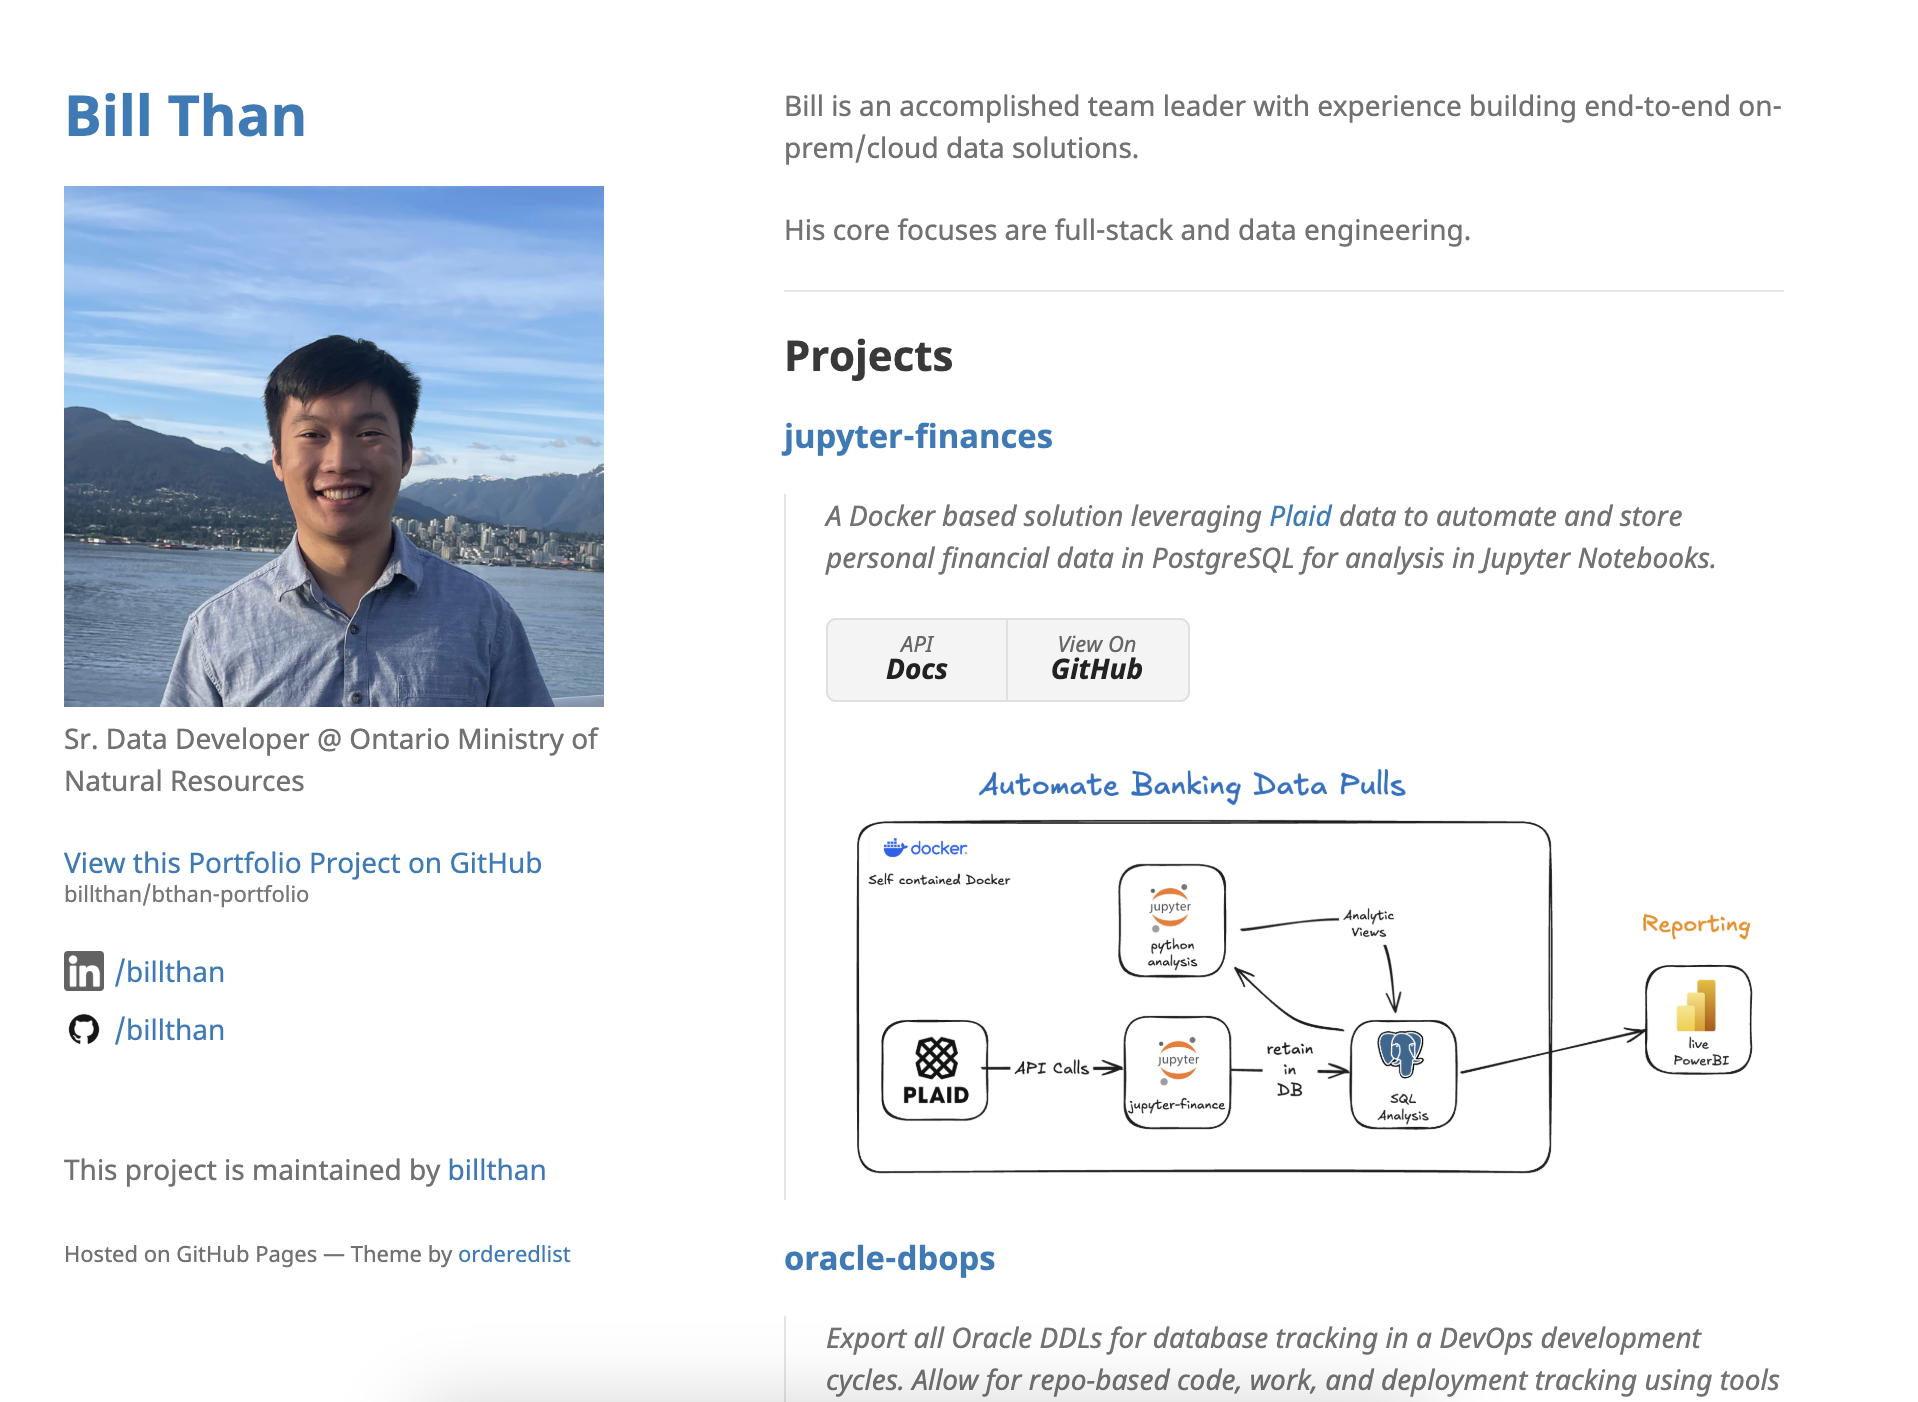 Bill Than
Sr. Data Developer @ Ontario Ministry of
Natural Resources
View this Portfolio Project on GitHub
billthan/bthan-portfolio
in /billthan
/billthan
This project is maintained by billthan
Hosted on GitHub Pages — Theme by orderedlist
Bill is an accomplished team leader with experience building end-to-end on-
prem/cloud data solutions.
His core focuses are full-stack and data engineering.
Projects
jupyter-finances
A Docker based solution leveraging Plaid data to automate and store
personal financial data in PostgreSQL for analysis in Jupyter Notebooks.
API
Docs
View On
GitHub
Automate Banking Data Pulls
docker
Self contained Docker
jupyter
python
analysis
Analytic
Views
Reporting
live
PowerBI
PLAID
API Calls
jupyter
jupyter-finance
retain
in
DB
SQL
Analysis
oracle-dbops
Export all Oracle DDLs for database tracking in a DevOps development
cycles. Allow for repo-based code, work, and deployment tracking using tools